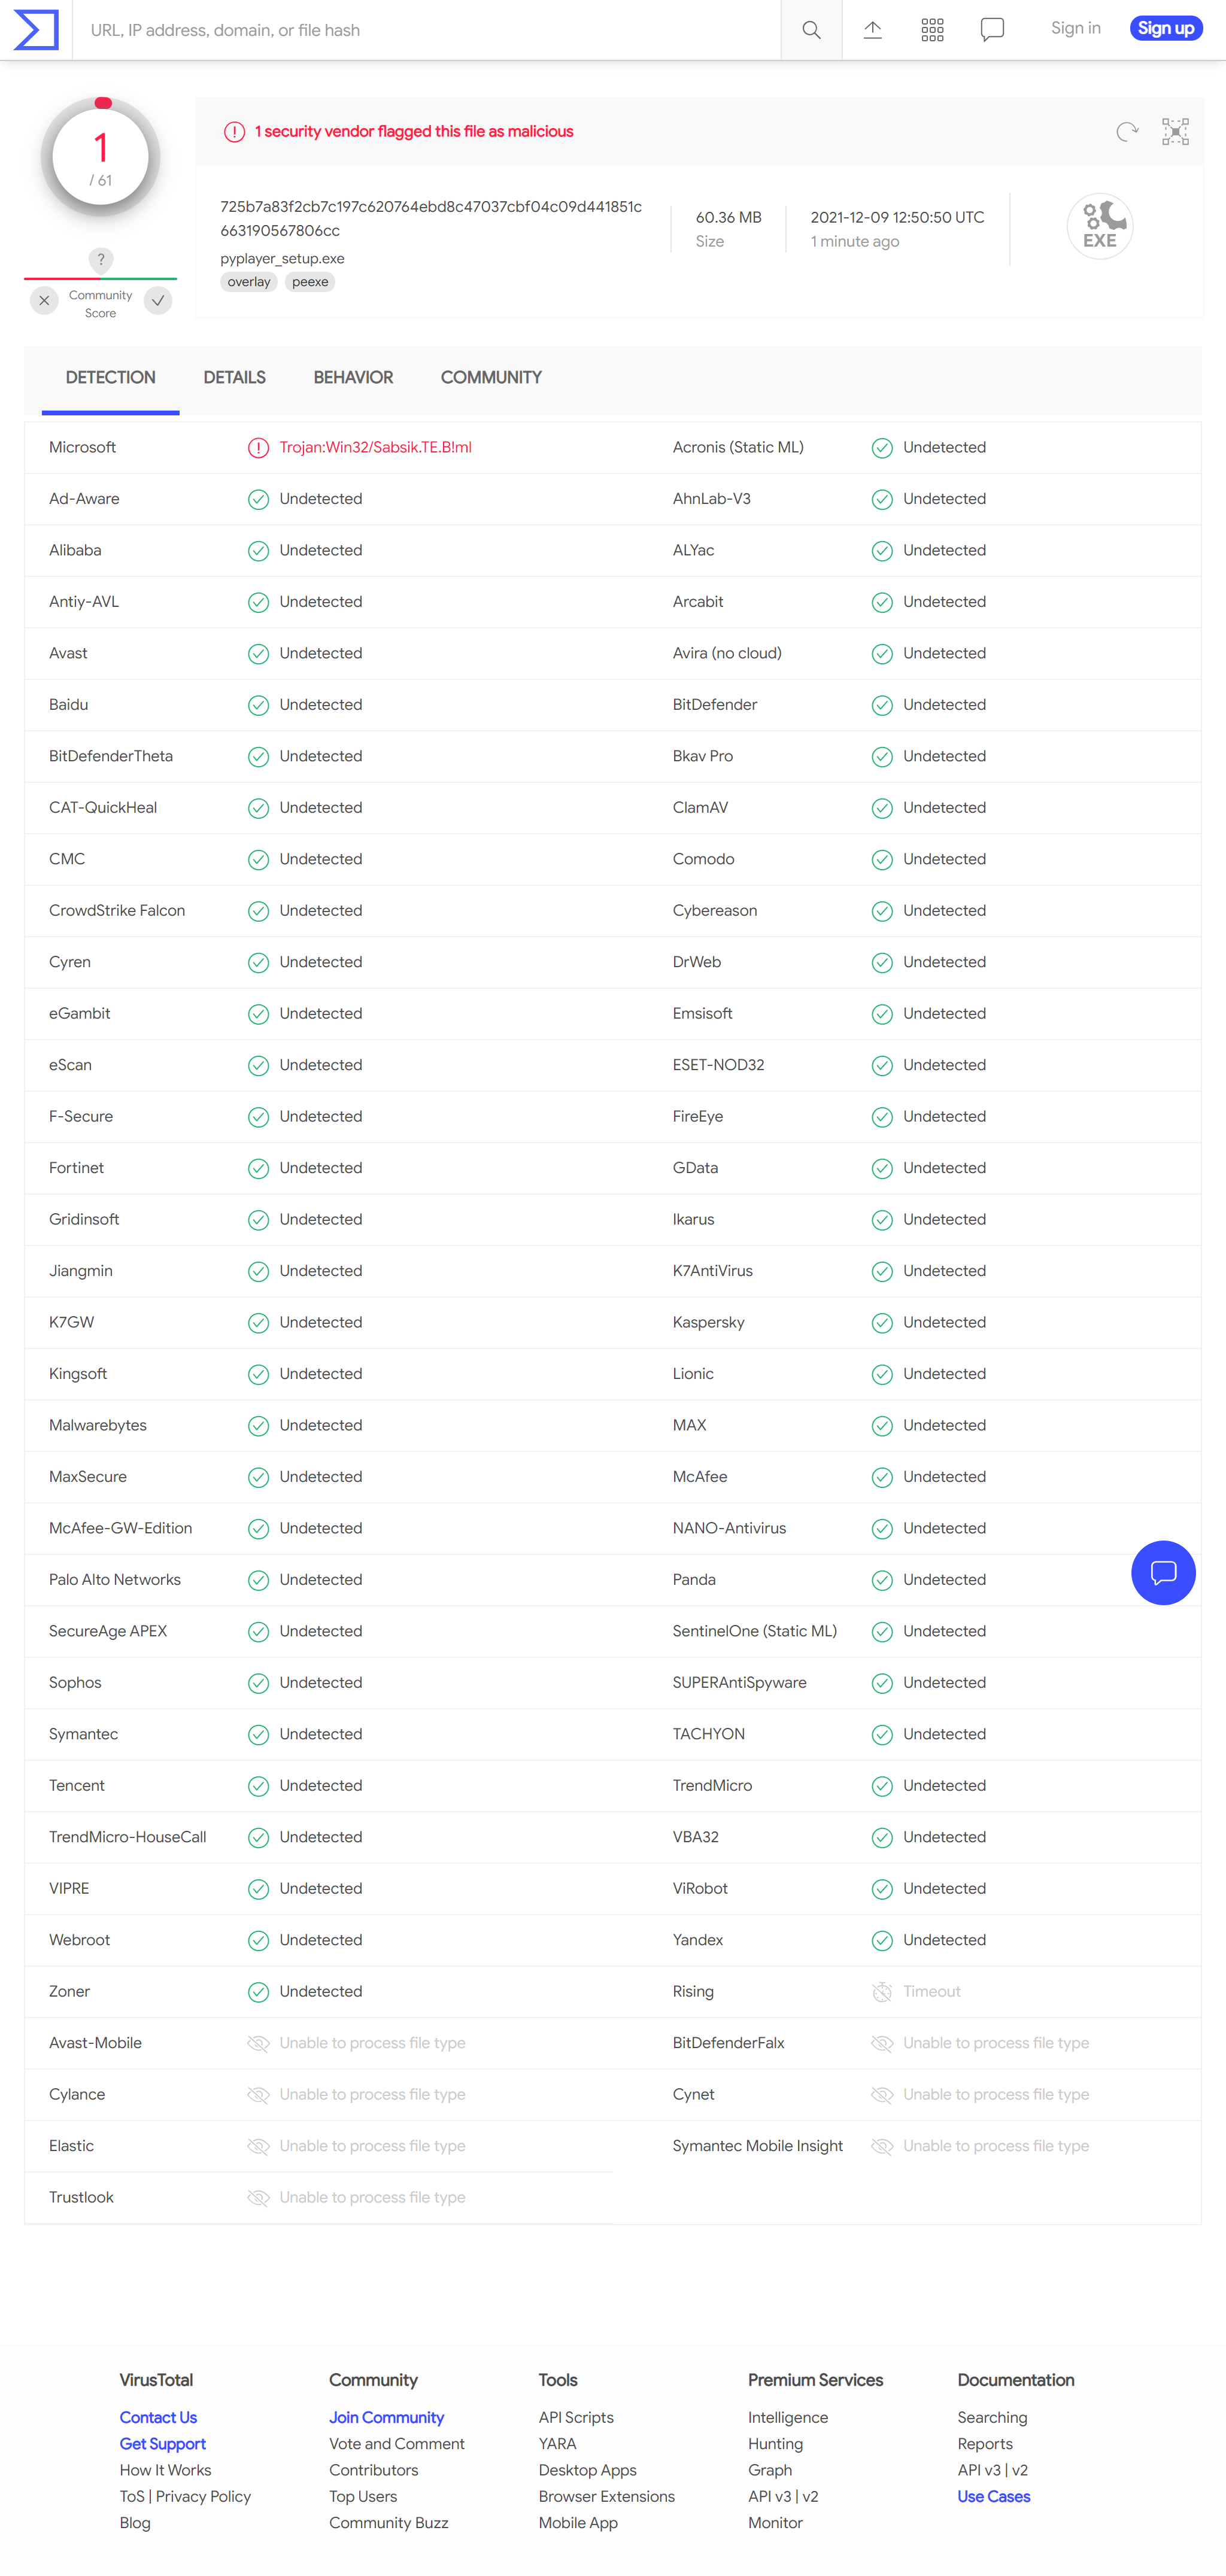 URL, IP address, domain, or file hash
Sign in
Sign up
1
/ 61
?
Community
Score
1 security vendor flagged this file as malicious
725b7a83f2cb7c197c620764ebd8c47037cbf04c09d441851c
663190567806cc
pyplayer_setup.exe
overlay peexe
60.36 MB
Size
2021-12-09 12:50:50 UTC
1 minute ago
EXE
DETECTION DETAILS BEHAVIOR COMMUNITY
Microsoft Trojan:Win32/Sabsik.TE.B!ml Acronis (Static ML) Undetected
Ad-Aware Undetected AhnLab-V3 Undetected
Alibaba Undetected ALYac Undetected
Antiy-AVL Undetected Arcabit Undetected
Avast Undetected Avira (no cloud) Undetected
Baidu Undetected BitDefender Undetected
BitDefenderTheta Undetected Bkav Pro Undetected
CAT-QuickHeal Undetected ClamAV Undetected
CMC Undetected Comodo Undetected
CrowdStrike Falcon Undetected Cybereason Undetected
Cyren Undetected DrWeb Undetected
eGambit Undetected Emsisoft Undetected
eScan Undetected ESET-NOD32 Undetected
F-Secure Undetected FireEye Undetected
Fortinet Undetected GData Undetected
Gridinsoft Undetected Ikarus Undetected
Jiangmin Undetected K7AntiVirus Undetected
K7GW Undetected Kaspersky Undetected
Kingsoft Undetected Lionic Undetected
Malwarebytes Undetected MAX Undetected
MaxSecure Undetected McAfee Undetected
McAfee-GW-Edition Undetected NANO-Antivirus Undetected
Palo Alto Networks Undetected Panda Undetected
SecureAge APEX Undetected SentinelOne (Static ML) Undetected
Sophos Undetected SUPERAntiSpyware Undetected
Symantec Undetected TACHYON Undetected
Tencent Undetected TrendMicro Undetected
TrendMicro-HouseCall Undetected VBA32 Undetected
VIPRE Undetected ViRobot Undetected
Webroot Undetected Yandex Undetected
Zoner Undetected Rising Timeout
Avast-Mobile Unable to process file type BitDefenderFalx Unable to process file type
Cylance Unable to process file type Cynet Unable to process file type
Elastic Unable to process file type Symantec Mobile Insight Unable to process file type
Trustlook Unable to process file type
VirusTotal Community Tools Premium Services Documentation
Contact Us Join Community API Scripts Intelligence Searching
Get Support Vote and Comment YARA Hunting Reports
How It Works Contributors Desktop Apps Graph API v3 | v2
ToS | Privacy Policy Top Users Browser Extensions API v3 | v2 Use Cases
Blog Community Buzz Mobile App Monitor